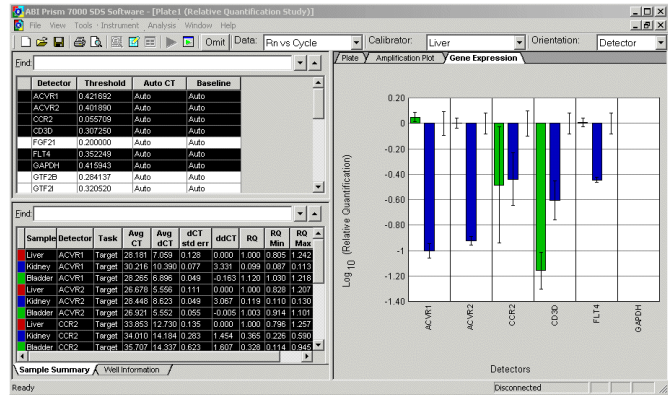 ABI Prism 7000 SDS Software - [Plate1 (Relative Quantification Study)]
File View Tools Instrument Analysis Window Help
Omit Data: Rn vs Cycle Calibrator: Liver Orientation: Detector
Find:
Detector Threshold Auto CT Baseline
ACVR1 0.421692 Auto Auto
ACVR2 0.401890 Auto Auto
CCR2 0.055709 Auto Auto
CD3D 0.307250 Auto Auto
FGF21 0.200000 Auto Auto
FLT4 0.352249 Auto Auto
GAPDH 0.415943 Auto Auto
GTF2B 0.284137 Auto Auto
GTF2I 0.320520 Auto Auto
Find:
Sample Detector Task Avg CT Avg dCT dCT std err ddCT RQ RQ Min RQ Max
Liver ACVR1 Target 28.181 7.059 0.128 0.000 1.000 0.805 1.242
Kidney ACVR1 Target 30.216 10.390 0.077 3.331 0.099 0.087 0.113
Bladder ACVR1 Target 28.265 6.896 0.049 -0.163 1.120 1.030 1.218
Liver ACVR2 Target 26.678 5.556 0.111 0.000 1.000 0.828 1.207
Kidney ACVR2 Target 28.448 8.623 0.049 3.067 0.119 0.110 0.130
Bladder ACVR2 Target 26.921 5.552 0.055 -0.005 1.003 0.914 1.101
Liver CCR2 Target 33.853 12.730 0.135 0.000 1.000 0.796 1.257
Kidney CCR2 Target 34.010 14.184 0.283 1.454 0.365 0.226 0.590
Bladder CCR2 Target 35.707 14.337 0.623 1.607 0.328 0.114 0.945
Sample Summary Well Information
Plate Amplification Plot Gene Expression
Log 10 (Relative Quantification)
0.20
0
-0.20
-0.40
-0.60
-0.80
-1.00
-1.20
-1.40
ACVR1 ACVR2 CCR2 CD3D FLT4 GAPDH
Detectors
Ready Disconnected